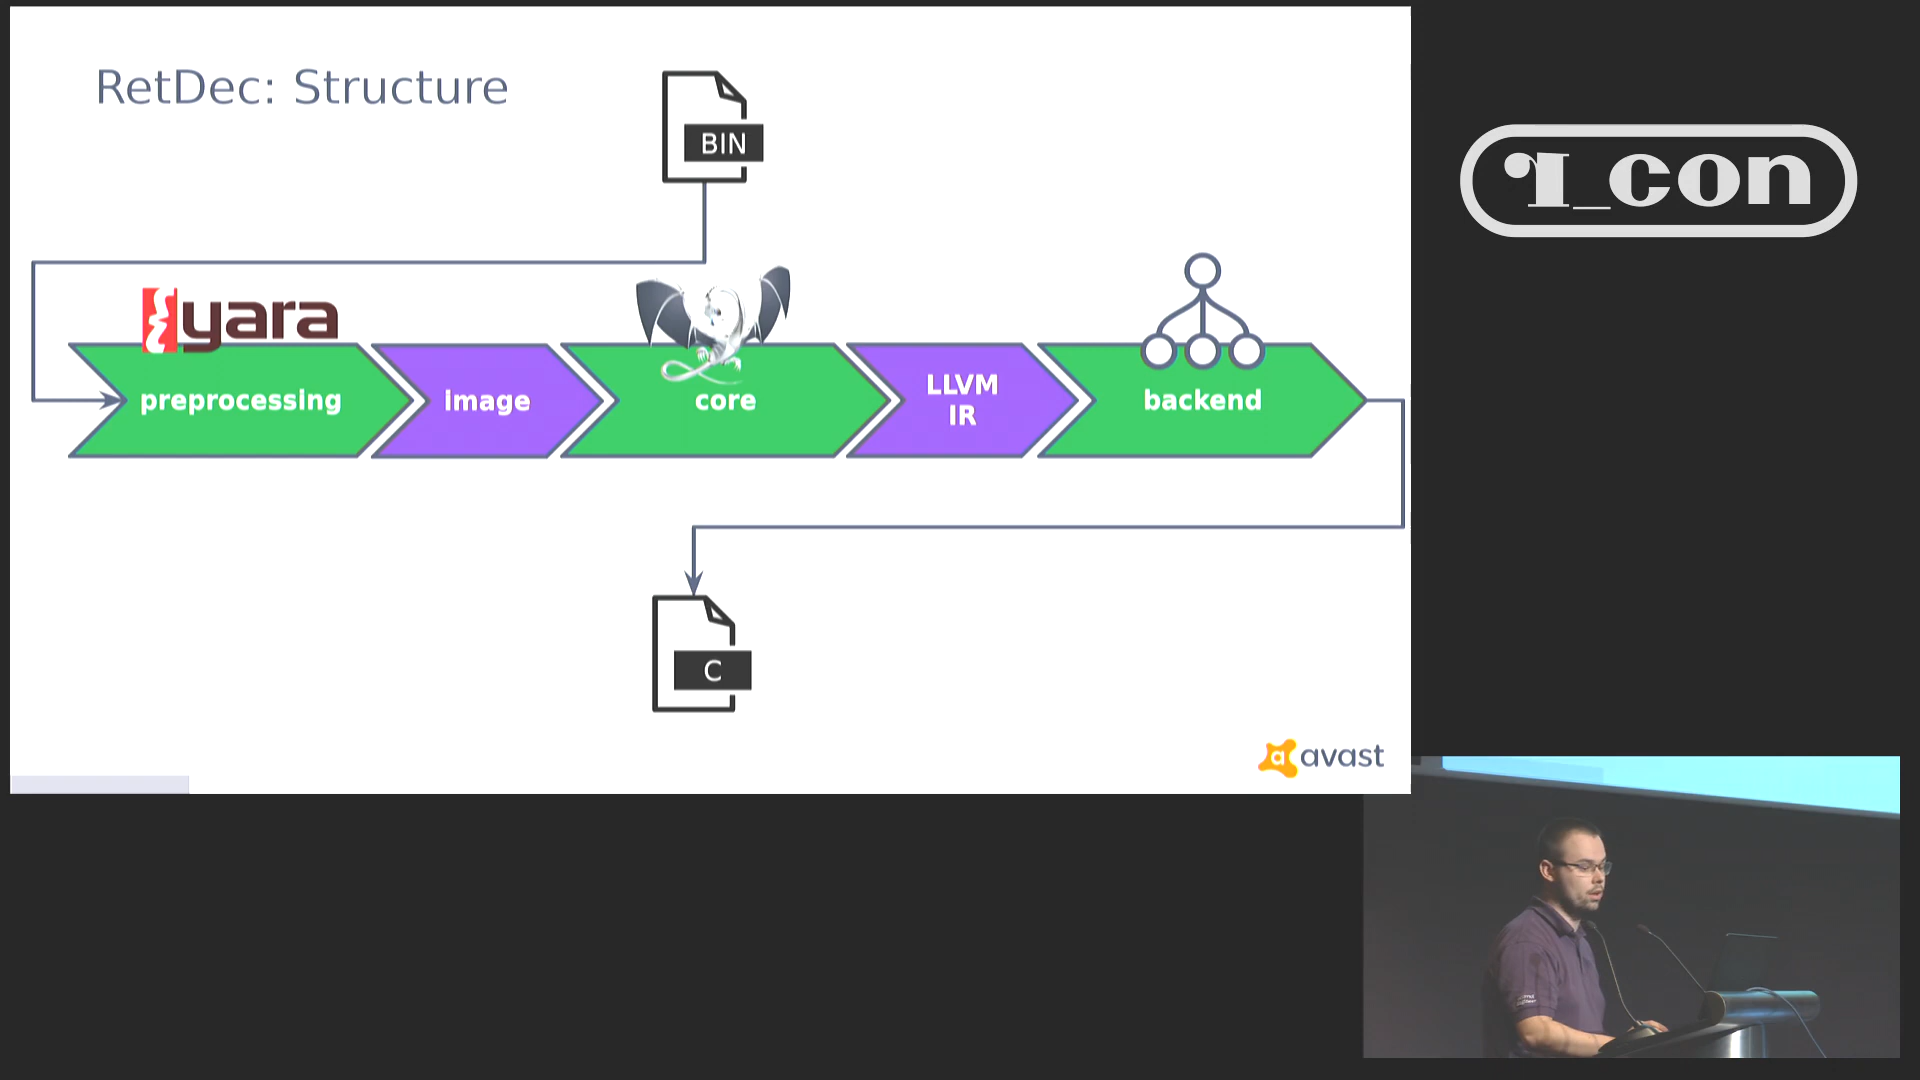 RetDec: Structure
BIN
r_con
yara
preprocessing
image
core
LLVM
IR
backend
C
avast